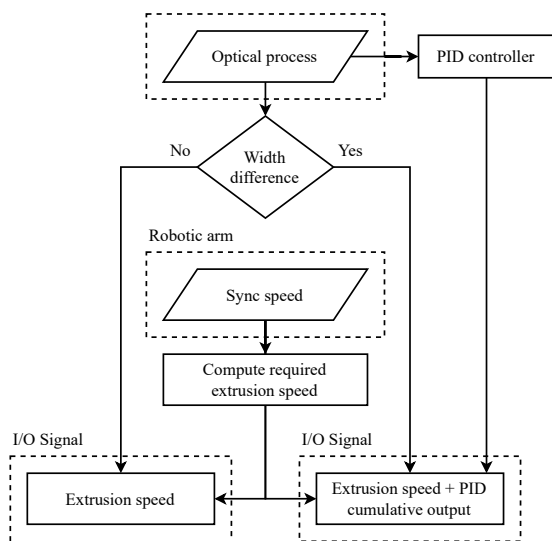 Optical process
PID controller
No
Yes
Width
difference
Robotic arm
Sync speed
Compute required
extrusion speed
I/O Signal
I/O Signal
Extrusion speed
Extrusion speed + PID
cumulative output